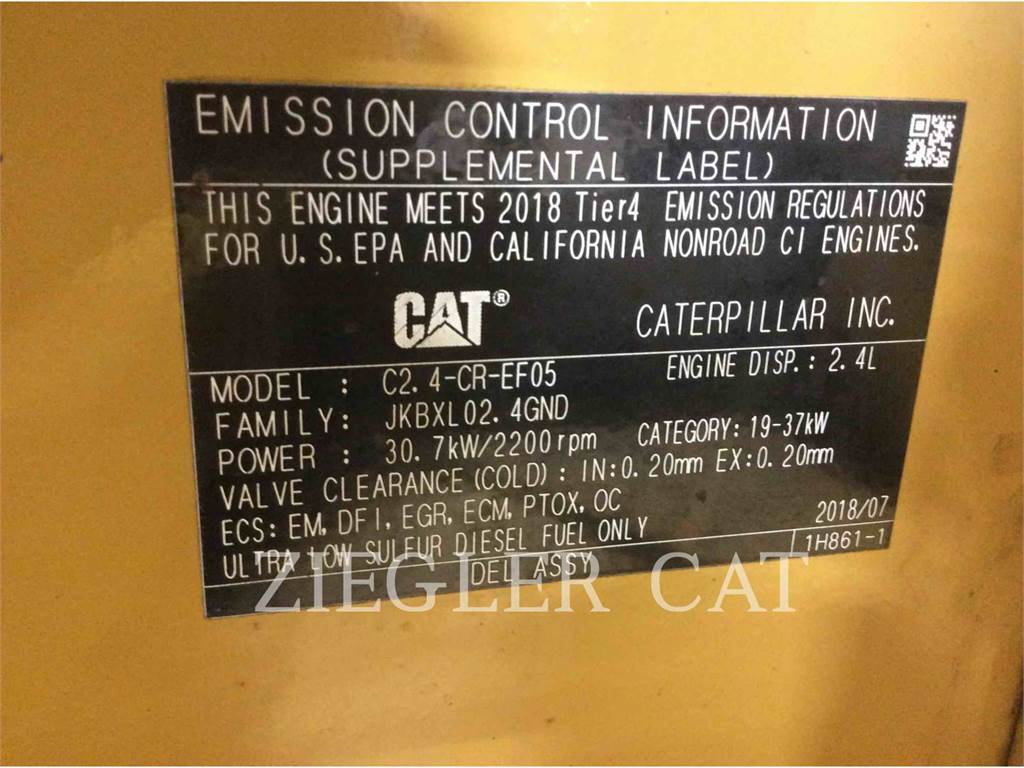 EMISSION CONTROL INFORMATION
(SUPPLEMENTAL LABEL)
THIS ENGINE MEETS 2018 Tier4 EMISSION REGULATIONS
FOR U.S.EPA AND CALIFORNIA NONROAD CI ENGINES.
CAT® CATERPILLAR INC.
MODEL : C2.4-CR-EF05 ENGINE DISP.: 2.4L
FAMILY: JKBXL02.4GND
POWER : 30.7kW/2200rpm CATEGORY: 19-37kW
VALVE CLEARANCE(COLD): IN:0.20mm EX:0.20mm
ECS: EM, DFI, EGR, ECM, PTOX, OC 2018/07
ULTRA LOW SULFUR DIESEL FUEL ONLY 1H861-1
DEL ASSY
ZIEGLER CAT